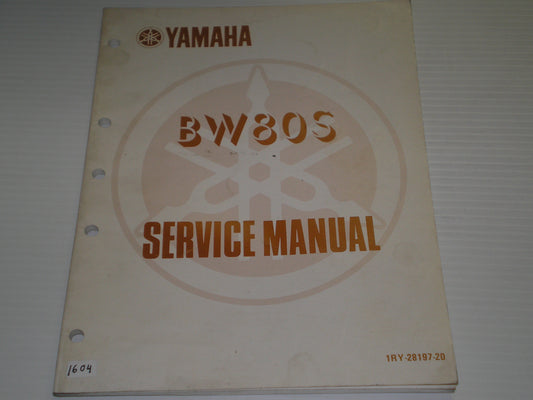 YAMAHA
BW80S
SERVICE MANUAL
1RY-28197-20
1604